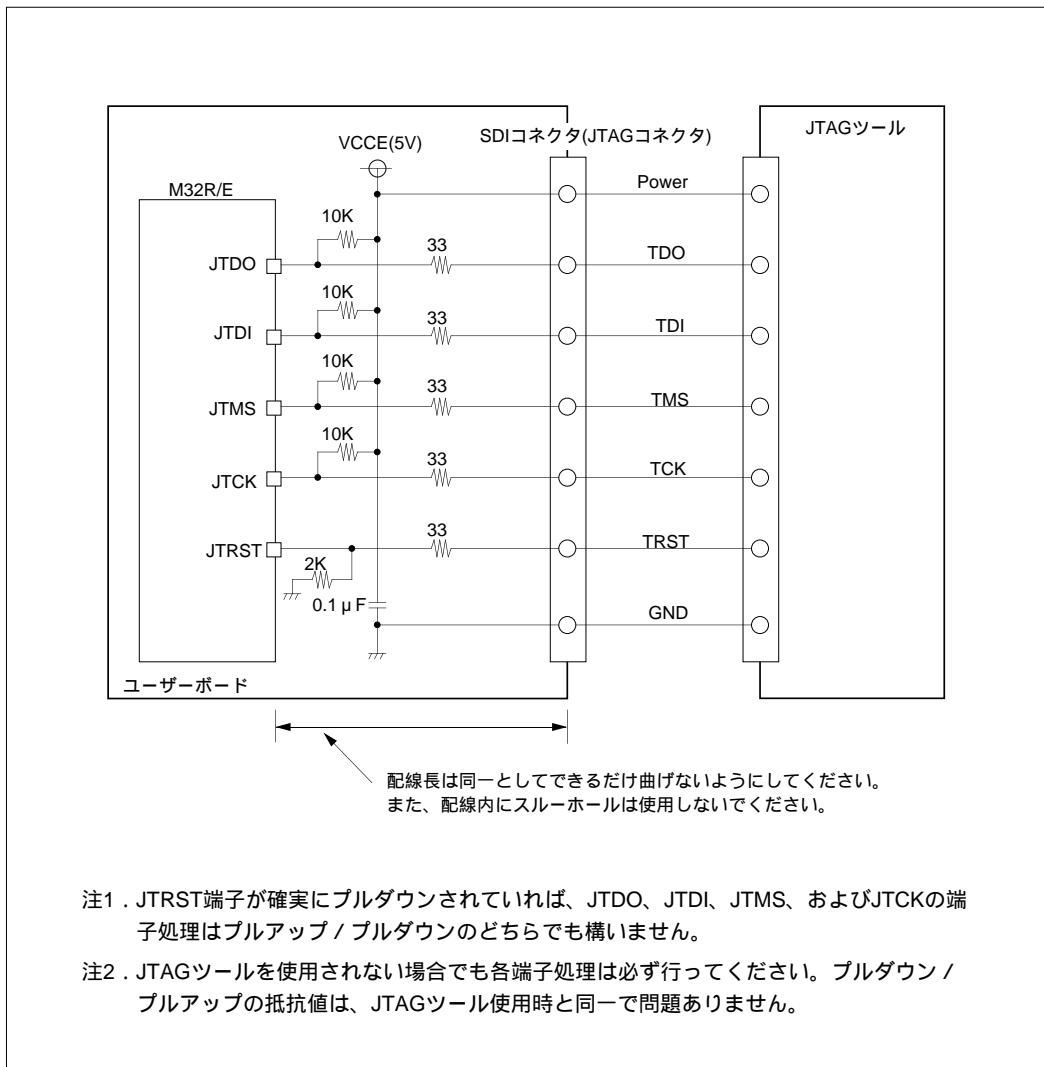 VCCE(5V)
SDIコネクタ(JTAGコネクタ)
JTAGツール
M32R/E
Power
10K
33
JTDO
TDO
10K
33
JTDI
TDI
10K
33
JTMS
TMS
10K
33
JTCK
TCK
33
JTRST
TRST
2K
0.1 μ F
GND
ユーザーボード
配線長は同一としてできるだけ曲げないようにしてください。
また、配線内にスルーホールは使用しないでください。
注1．JTRST端子が確実にプルダウンされていれば、JTDO、JTDI、JTMS、およびJTCKの端
子処理はプルアップ / プルダウンのどちらでも構いません。
注2．JTAGツールを使用されない場合でも各端子処理は必ず行ってください。プルダウン /
プルアップの抵抗値は、JTAGツール使用時と同一で問題ありません。